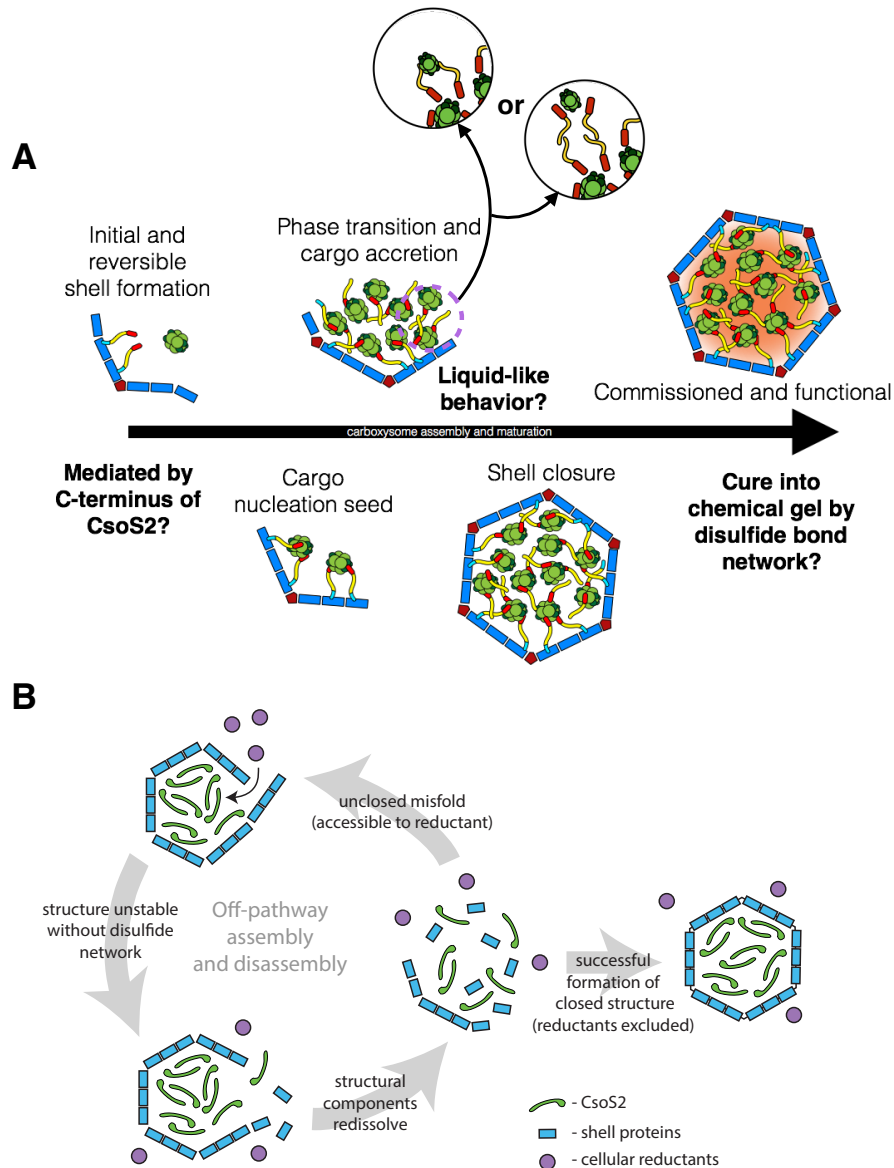 or
A
Initial and
reversible
shell formation
Phase transition and
cargo accretion
Liquid-like
behavior?
Commissioned and functional
carboxysome assembly and maturation
Mediated by
C-terminus of
CsoS2?
Cargo
nucleation seed
Shell closure
Cure into
chemical gel by
disulfide bond
network?
B
unclosed misfold
(accessible to reductant)
structure unstable
without disulfide
network
Off-pathway
assembly
and disassembly
successful
formation of
closed structure
(reductants excluded)
structural
components
redissolve
- CsoS2
- shell proteins
- cellular reductants